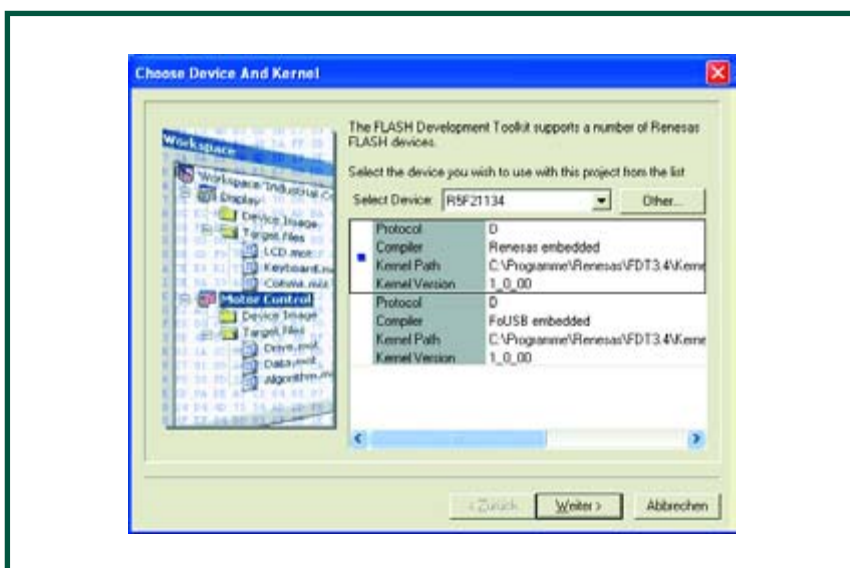 Choose Device And Kernel
The FLASH Development Toolkit supports a number of Renesas
FLASH devices.
Select the device you wish to use with this project from the list
Select Device: R5F21134 Other...
Protocol D
Compiler Renesas embedded
Kernel Path C:\Programme\Renesas\FDT3.4\Kerne
Kernel Version 1_0_00
Protocol D
Compiler FoUSB embedded
Kernel Path C:\Programme\Renesas\FDT3.4\Kerne
Kernel Version 1_0_00
Workspace
Workspace 'Industrial
Display
Device Image
Target Files
LCD.mot
Keyboard.m
Comms.mot
Motor Control
Device Image
Target Files
Drive.mot
Data.mot
Algorithm.m
< Zurück Weiter > Abbrechen